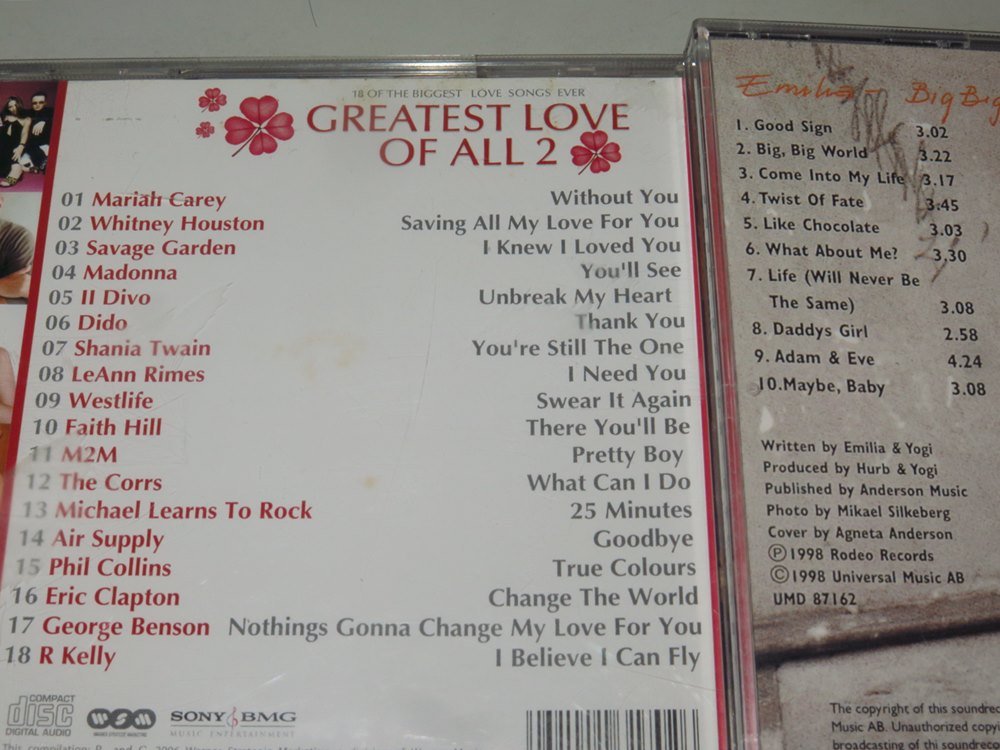 18 OF THE BIGGEST LOVE SONGS EVER
GREATEST LOVE
OF ALL 2
01 Mariah Carey Without You
02 Whitney Houston Saving All My Love For You
03 Savage Garden I Knew I Loved You
04 Madonna You'll See
05 Il Divo Unbreak My Heart
06 Dido Thank You
07 Shania Twain You're Still The One
08 LeAnn Rimes I Need You
09 Westlife Swear It Again
10 Faith Hill There You'll Be
11 M2M Pretty Boy
12 The Corrs What Can I Do
13 Michael Learns To Rock 25 Minutes
14 Air Supply Goodbye
15 Phil Collins True Colours
16 Eric Clapton Change The World
17 George Benson Nothings Gonna Change My Love For You
18 R Kelly I Believe I Can Fly
COMPACT
disc
DIGITAL AUDIO
WSM
SONY BMG
MUSIC ENTERTAINMENT
Emilia - Big Big
1. Good Sign 3.02
2. Big, Big World 3.22
3. Come Into My Life 3.17
4. Twist Of Fate 3.45
5. Like Chocolate 3.03
6. What About Me? 3.30
7. Life (Will Never Be
The Same) 3.08
8. Daddys Girl 2.58
9. Adam & Eve 4.24
10. Maybe, Baby 3.08
Written by Emilia & Yogi
Produced by Hurb & Yogi
Published by Anderson Music
Photo by Mikael Silkeberg
Cover by Agneta Anderson
℗ 1998 Rodeo Records
© 1998 Universal Music AB
UMD 87162
The copyright of this soundrec
Music AB. Unauthorized copy
broadcasting of this soundrec